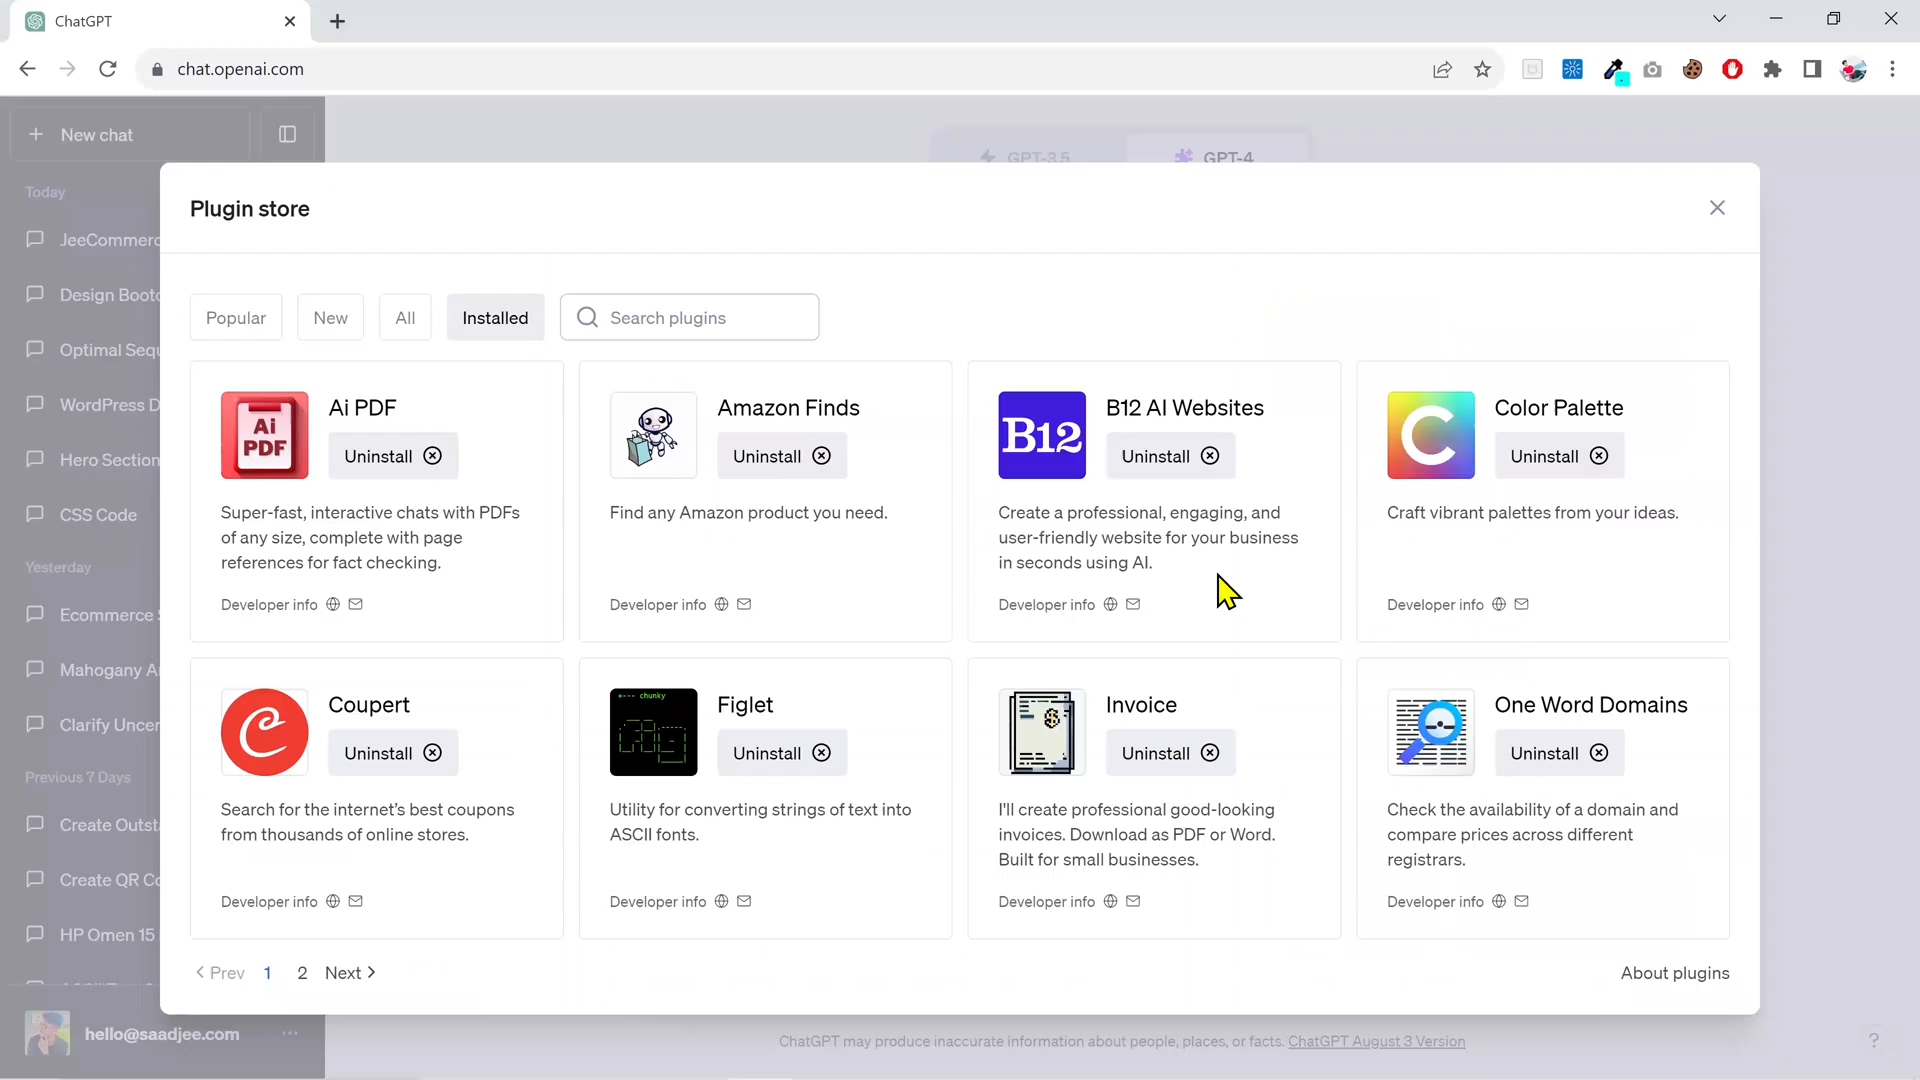 ChatGPT
chat.openai.com
New chat
GPT-3.5
GPT-4
Today
JeeCommerc
Design Bootc
Optimal Sequ
WordPress D
Hero Section
CSS Code
Yesterday
Ecommerce S
Mahogany Ar
Clarify Uncer
Previous 7 Days
Create Outsta
Create QR Co
HP Omen 15
hello@saadjee.com
Plugin store
Popular
New
All
Installed
Search plugins
Ai PDF
Ai
PDF
Uninstall
Super-fast, interactive chats with PDFs
of any size, complete with page
references for fact checking.
Developer info
Amazon Finds
Uninstall
Find any Amazon product you need.
Developer info
B12
B12 AI Websites
Uninstall
Create a professional, engaging, and
user-friendly website for your business
in seconds using AI.
Developer info
C
Color Palette
Uninstall
Craft vibrant palettes from your ideas.
Developer info
Coupert
Uninstall
Search for the internet's best coupons
from thousands of online stores.
Developer info
+--- chunky
Figlet
Uninstall
Utility for converting strings of text into
ASCII fonts.
Developer info
$
Invoice
Uninstall
I'll create professional good-looking
invoices. Download as PDF or Word.
Built for small businesses.
Developer info
One Word Domains
Uninstall
Check the availability of a domain and
compare prices across different
registrars.
Developer info
Prev 1 2 Next
About plugins
ChatGPT may produce inaccurate information about people, places, or facts. ChatGPT August 3 Version
?